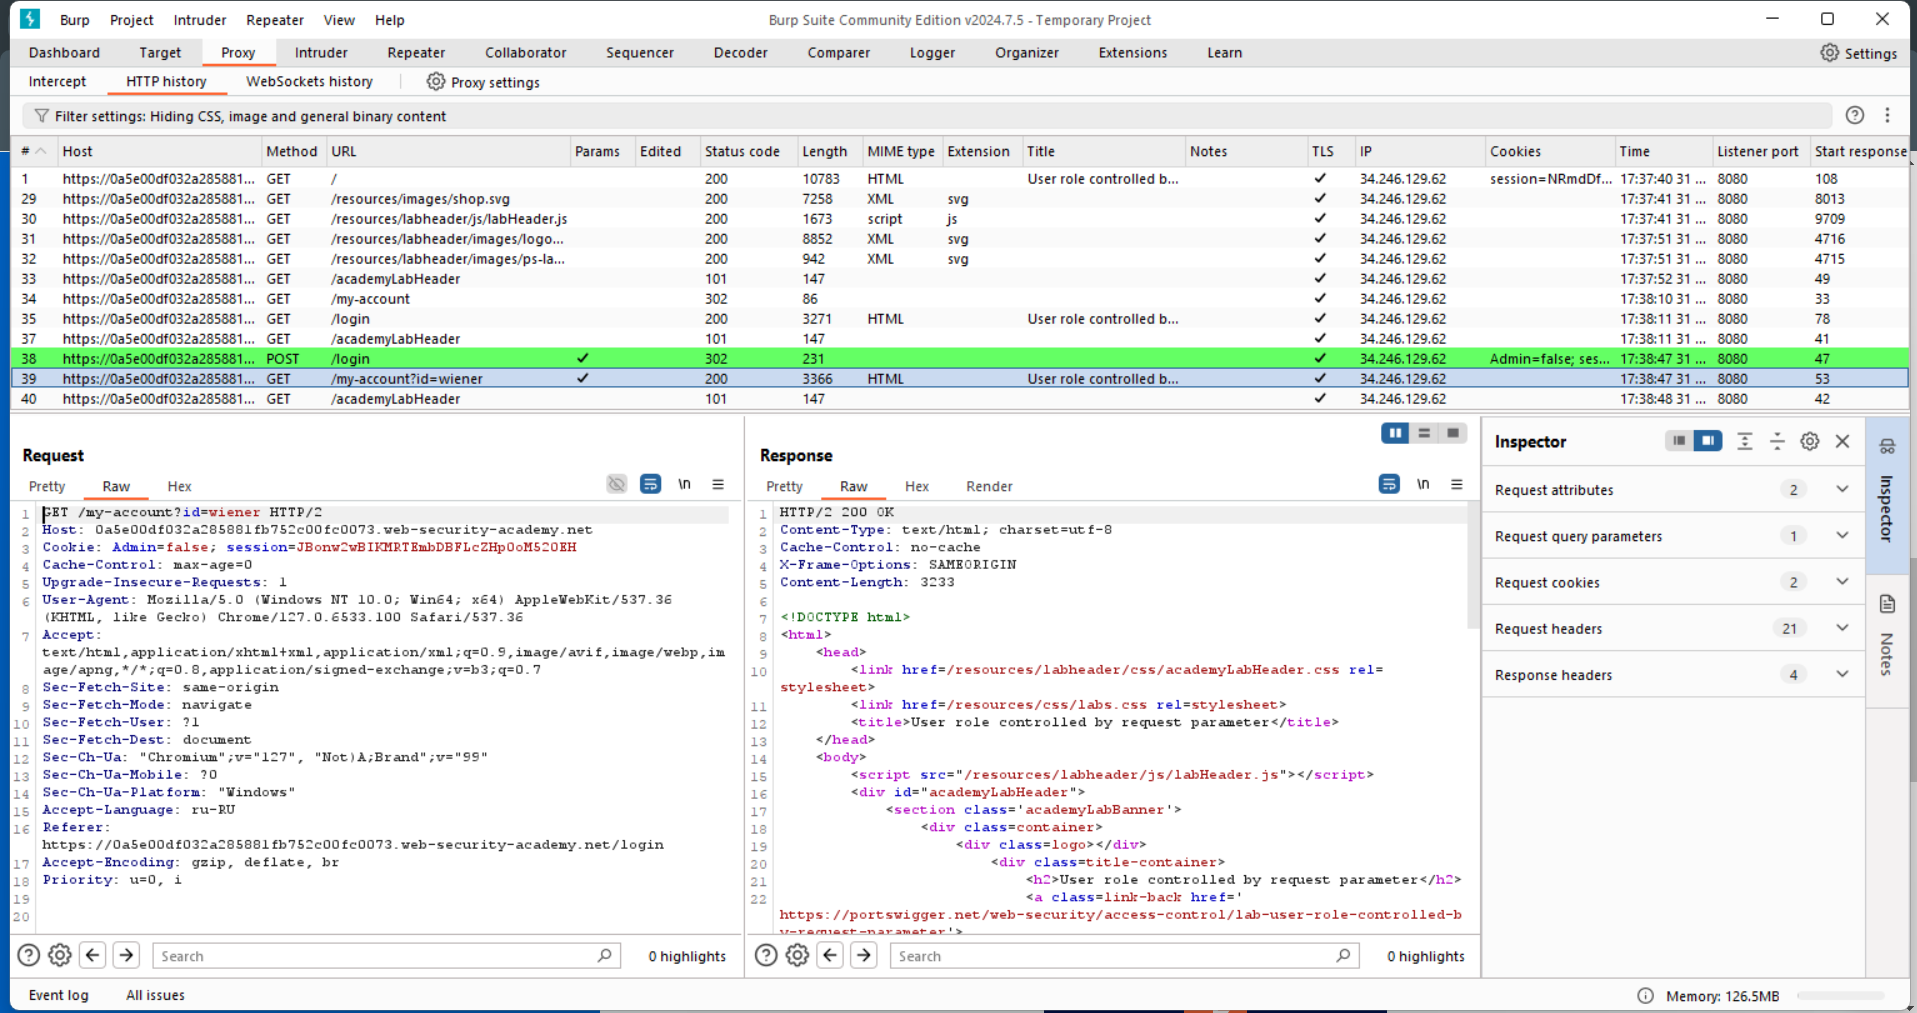 Burp Project Intruder Repeater View Help Burp Suite Community Edition v2024.7.5 - Temporary Project
Dashboard Target Proxy Intruder Repeater Collaborator Sequencer Decoder Comparer Logger Organizer Extensions Learn Settings
Intercept HTTP history WebSockets history Proxy settings
Filter settings: Hiding CSS, image and general binary content
# Host Method URL Params Edited Status code Length MIME type Extension Title Notes TLS IP Cookies Time Listener port Start response
1 https://0a5e00df032a285881... GET / 200 10783 HTML User role controlled b... ✓ 34.246.129.62 session=NRmdDf... 17:37:40 31 ... 8080 108
29 https://0a5e00df032a285881... GET /resources/images/shop.svg 200 7258 XML svg ✓ 34.246.129.62 17:37:41 31 ... 8080 8013
30 https://0a5e00df032a285881... GET /resources/labheader/js/labHeader.js 200 1673 script js ✓ 34.246.129.62 17:37:41 31 ... 8080 9709
31 https://0a5e00df032a285881... GET /resources/labheader/images/logo... 200 8852 XML svg ✓ 34.246.129.62 17:37:51 31 ... 8080 4716
32 https://0a5e00df032a285881... GET /resources/labheader/images/ps-la... 200 942 XML svg ✓ 34.246.129.62 17:37:51 31 ... 8080 4715
33 https://0a5e00df032a285881... GET /academyLabHeader 101 147 ✓ 34.246.129.62 17:37:52 31 ... 8080 49
34 https://0a5e00df032a285881... GET /my-account 302 86 ✓ 34.246.129.62 17:38:10 31 ... 8080 33
35 https://0a5e00df032a285881... GET /login 200 3271 HTML User role controlled b... ✓ 34.246.129.62 17:38:11 31 ... 8080 78
37 https://0a5e00df032a285881... GET /academyLabHeader 101 147 ✓ 34.246.129.62 17:38:11 31 ... 8080 41
38 https://0a5e00df032a285881... POST /login ✓ 302 231 ✓ 34.246.129.62 Admin=false; ses... 17:38:47 31 ... 8080 47
39 https://0a5e00df032a285881... GET /my-account?id=wiener ✓ 200 3366 HTML User role controlled b... ✓ 34.246.129.62 17:38:47 31 ... 8080 53
40 https://0a5e00df032a285881... GET /academyLabHeader 101 147 ✓ 34.246.129.62 17:38:48 31 ... 8080 42
Request
Pretty Raw Hex \n
1 GET /my-account?id=wiener HTTP/2
2 Host: 0a5e00df032a285881fb752c00fc0073.web-security-academy.net
3 Cookie: Admin=false; session=JBonw2wBIKMRTEmbDBFLcZHpOoM520EH
4 Cache-Control: max-age=0
5 Upgrade-Insecure-Requests: 1
6 User-Agent: Mozilla/5.0 (Windows NT 10.0; Win64; x64) AppleWebKit/537.36
(KHTML, like Gecko) Chrome/127.0.6533.100 Safari/537.36
7 Accept:
text/html,application/xhtml+xml,application/xml;q=0.9,image/avif,image/webp,im
age/apng,*/*;q=0.8,application/signed-exchange;v=b3;q=0.7
8 Sec-Fetch-Site: same-origin
9 Sec-Fetch-Mode: navigate
10 Sec-Fetch-User: ?1
11 Sec-Fetch-Dest: document
12 Sec-Ch-Ua: "Chromium";v="127", "Not)A;Brand";v="99"
13 Sec-Ch-Ua-Mobile: ?0
14 Sec-Ch-Ua-Platform: "Windows"
15 Accept-Language: ru-RU
16 Referer:
https://0a5e00df032a285881fb752c00fc0073.web-security-academy.net/login
17 Accept-Encoding: gzip, deflate, br
18 Priority: u=0, i
19
20
Search 0 highlights
Response
Pretty Raw Hex Render \n
1 HTTP/2 200 OK
2 Content-Type: text/html; charset=utf-8
3 Cache-Control: no-cache
4 X-Frame-Options: SAMEORIGIN
5 Content-Length: 3233
6
7 <!DOCTYPE html>
8 <html>
9 <head>
10 <link href=/resources/labheader/css/academyLabHeader.css rel=
stylesheet>
11 <link href=/resources/css/labs.css rel=stylesheet>
12 <title>User role controlled by request parameter</title>
13 </head>
14 <body>
15 <script src="/resources/labheader/js/labHeader.js"></script>
16 <div id="academyLabHeader">
17 <section class='academyLabBanner'>
18 <div class=container>
19 <div class=logo></div>
20 <div class=title-container>
21 <h2>User role controlled by request parameter</h2>
22 <a class=link-back href='
https://portswigger.net/web-security/access-control/lab-user-role-controlled-b
y-request-parameter'>
Search 0 highlights
Inspector
Request attributes 2
Request query parameters 1
Request cookies 2
Request headers 21
Response headers 4
Inspector
Notes
Event log All issues Memory: 126.5MB